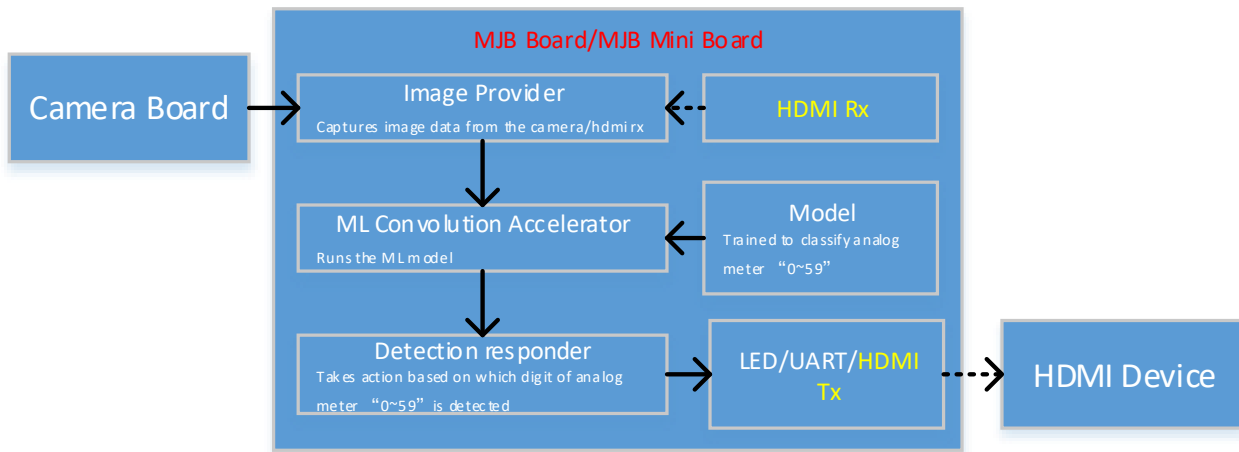 MJB Board/MJB Mini Board
Camera Board
Image Provider
Captures image data from the camera/hdmi rx
HDMI Rx
ML Convolution Accelerator
Runs the ML model
Model
Trained to classify analog
meter “0~59”
Detection responder
Takes action based on which digit of analog
meter “0~59” is detected
LED/UART/HDMI
Tx
HDMI Device